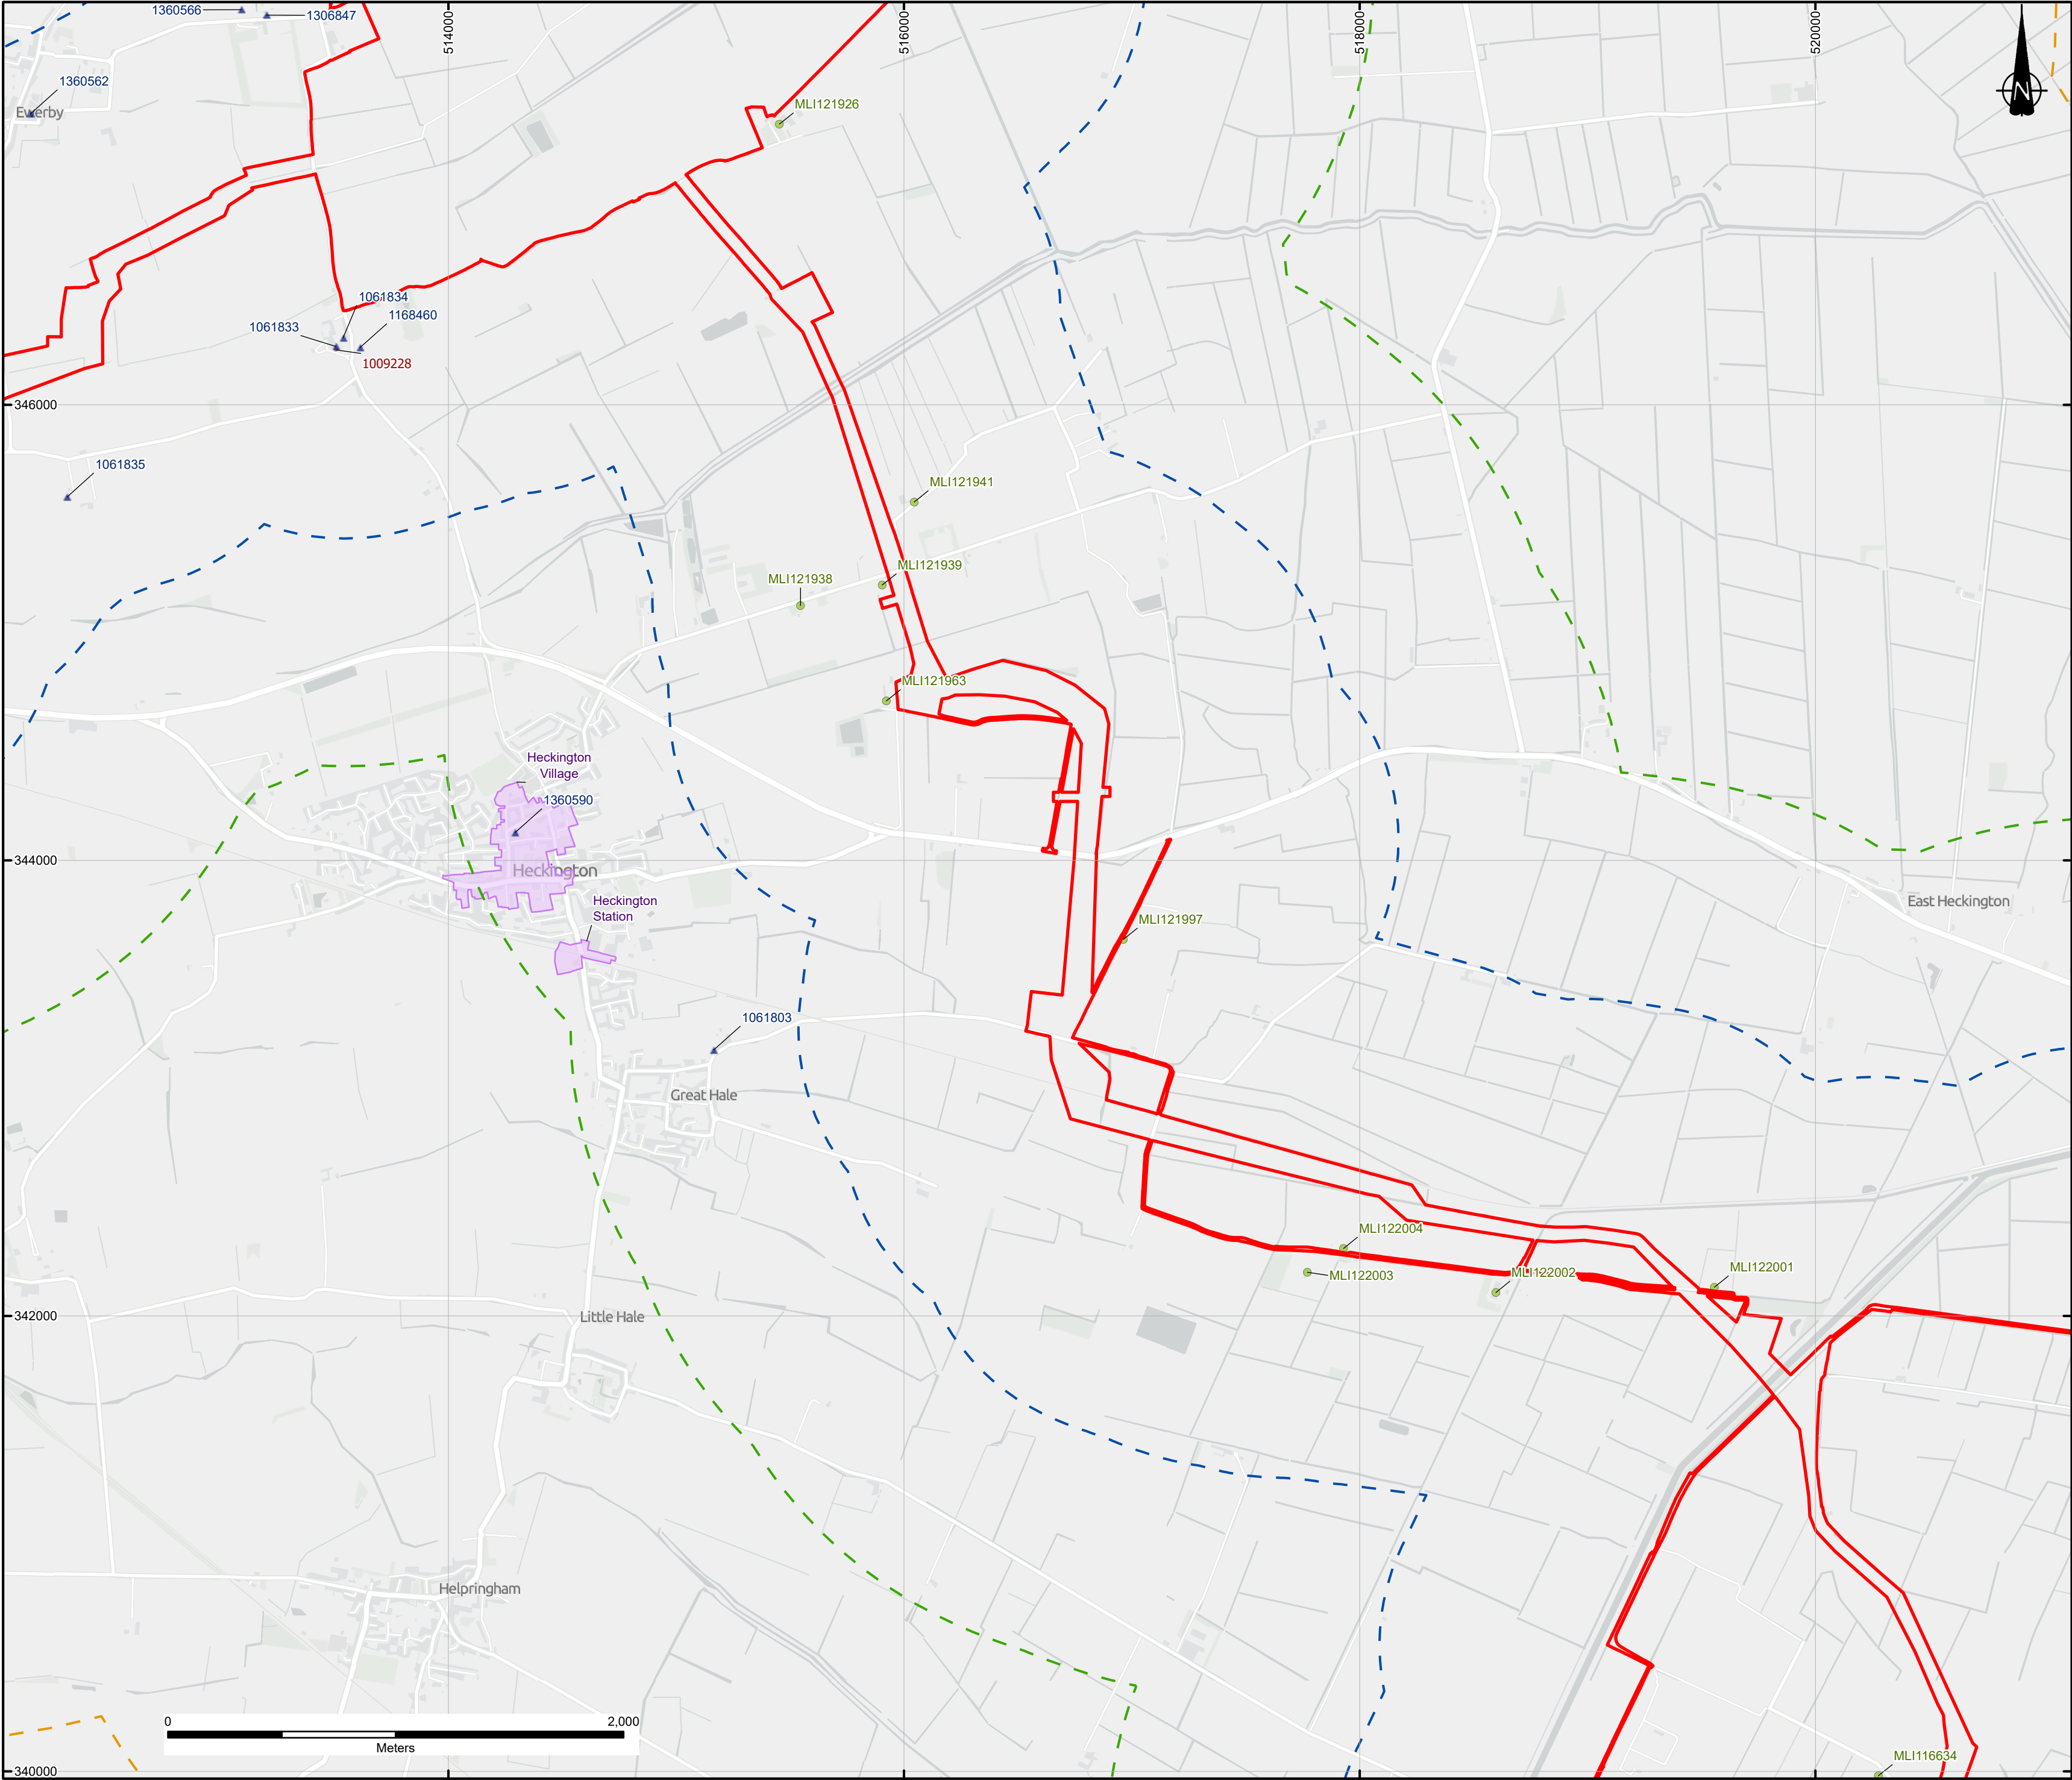 1360566
1306847
514000
516000
518000
520000
N
1360562
Ewerby
MLI121926
1061834
1168460
1061833
1009228
346000
1061835
MLI121941
MLI121939
MLI121938
MLI121963
Heckington
Village
1360590
344000
Heckington
Heckington
Station
East Heckington
MLI121997
1061803
Great Hale
MLI122004
MLI122003
MLI122002
MLI122001
342000
Little Hale
Helpringham
0 2,000
Meters
MLI116634
340000